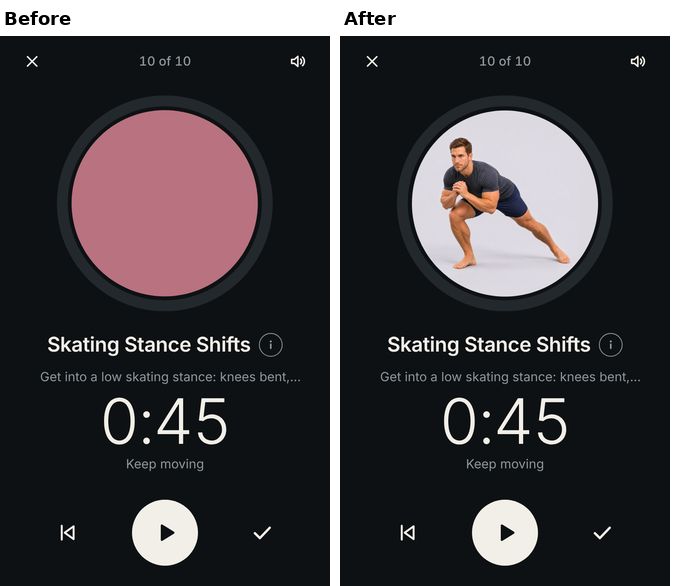 Before
After
10 of 10
Skating Stance Shifts
Get into a low skating stance: knees bent,...
0:45
Keep moving
10 of 10
Skating Stance Shifts
Get into a low skating stance: knees bent,...
0:45
Keep moving